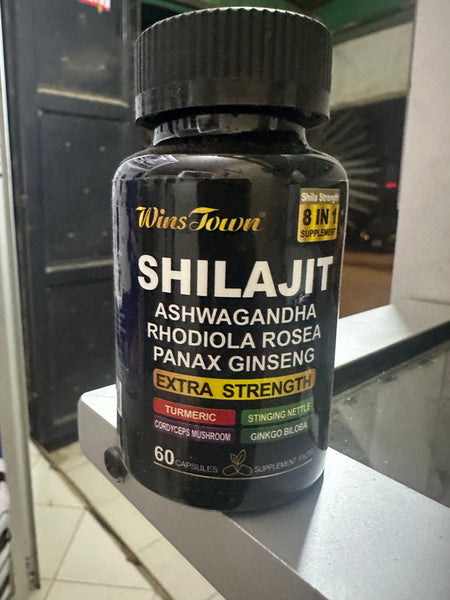 Wins Town®
Shila Strength
8 IN 1
SUPPLEMENT
SHILAJIT
ASHWAGANDHA
RHODIOLA ROSEA
PANAX GINSENG
EXTRA STRENGTH
TURMERIC
STINGING NETTLE
CORDYCEPS MUSHROOM
GINKGO BILOBA
60 CAPSULES
SUPPLEMENT FACTS